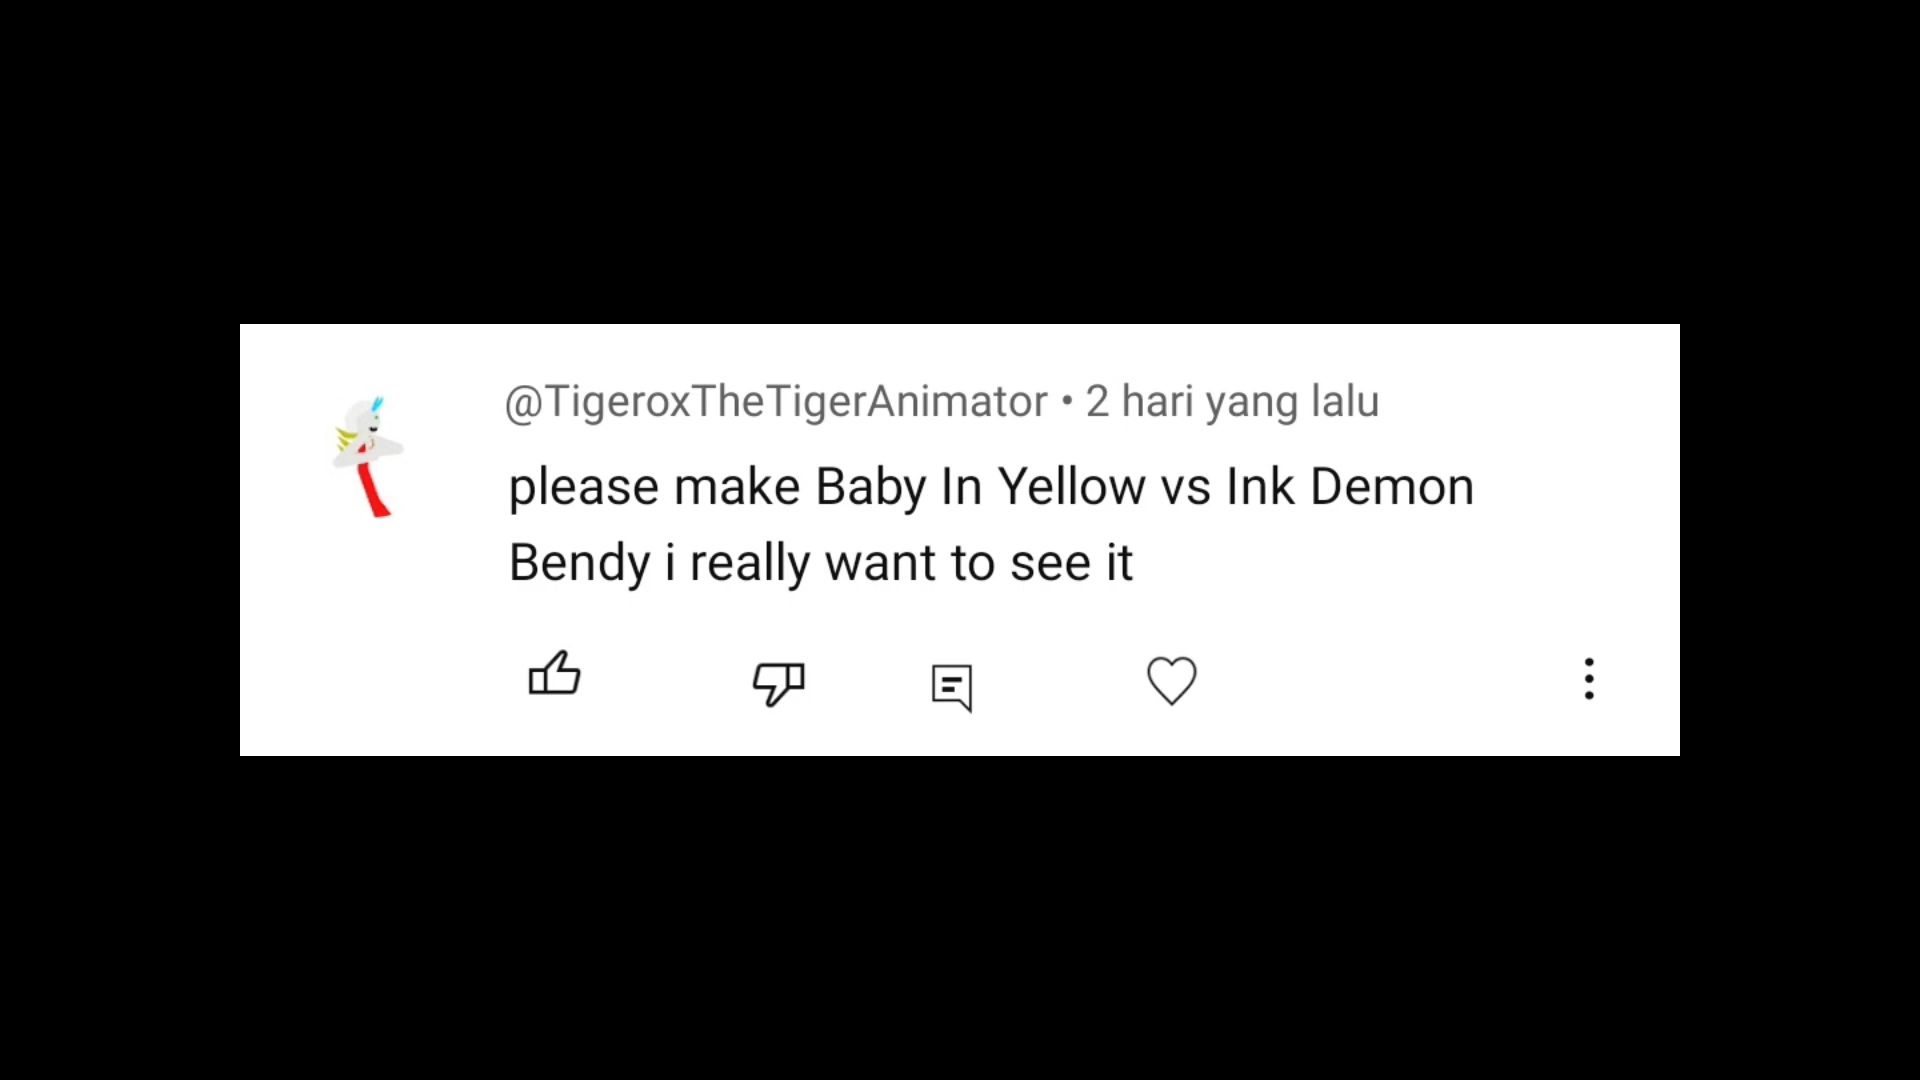 @TigeroxTheTigerAnimator • 2 hari yang lalu
please make Baby In Yellow vs Ink Demon
Bendy i really want to see it